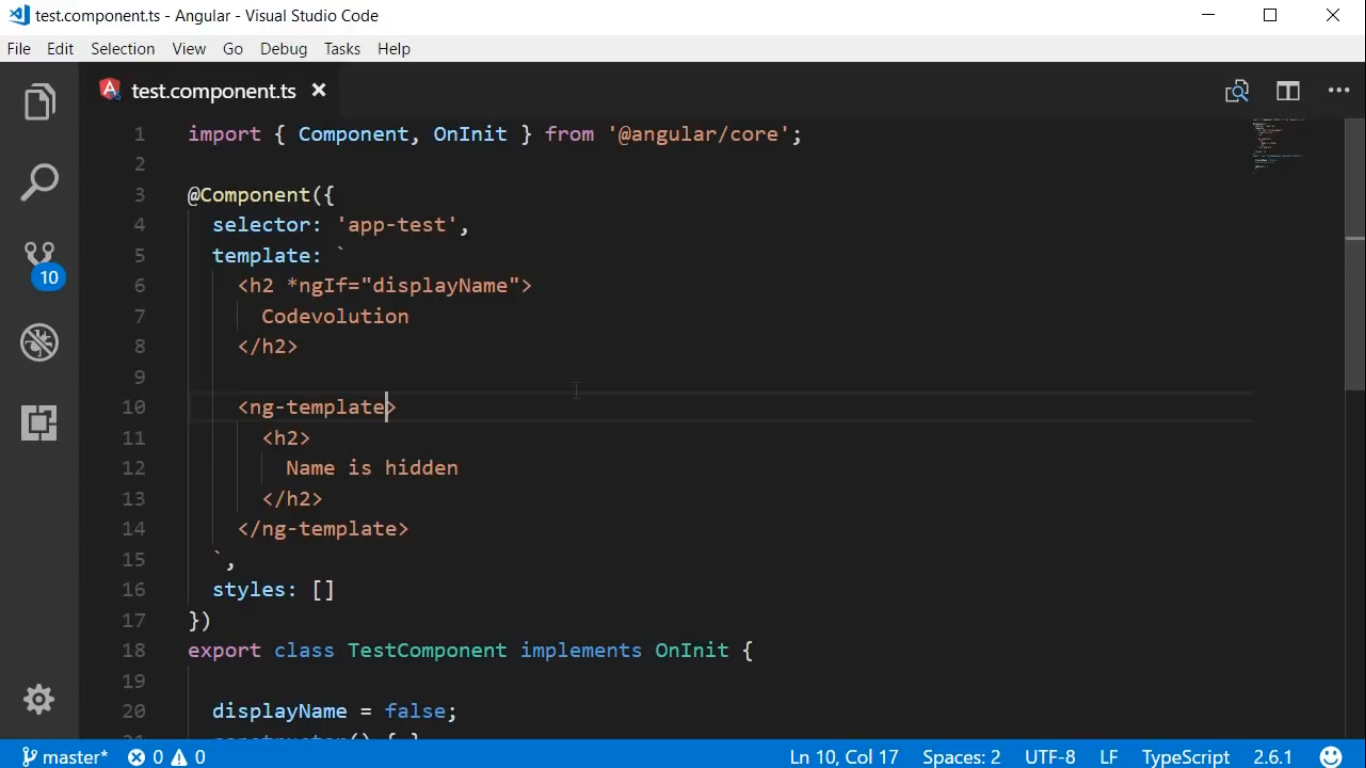 test.component.ts - Angular - Visual Studio Code
File Edit Selection View Go Debug Tasks Help
test.component.ts
1 import { Component, OnInit } from '@angular/core';
2
3 @Component({
4 selector: 'app-test',
5 template: `
6 <h2 *ngIf="displayName">
7 Codevolution
8 </h2>
9
10 <ng-template>
11 <h2>
12 Name is hidden
13 </h2>
14 </ng-template>
15 `,
16 styles: []
17 })
18 export class TestComponent implements OnInit {
19
20 displayName = false;
21 constructor() { }
10
master* 0 0 Ln 10, Col 17 Spaces: 2 UTF-8 LF TypeScript 2.6.1